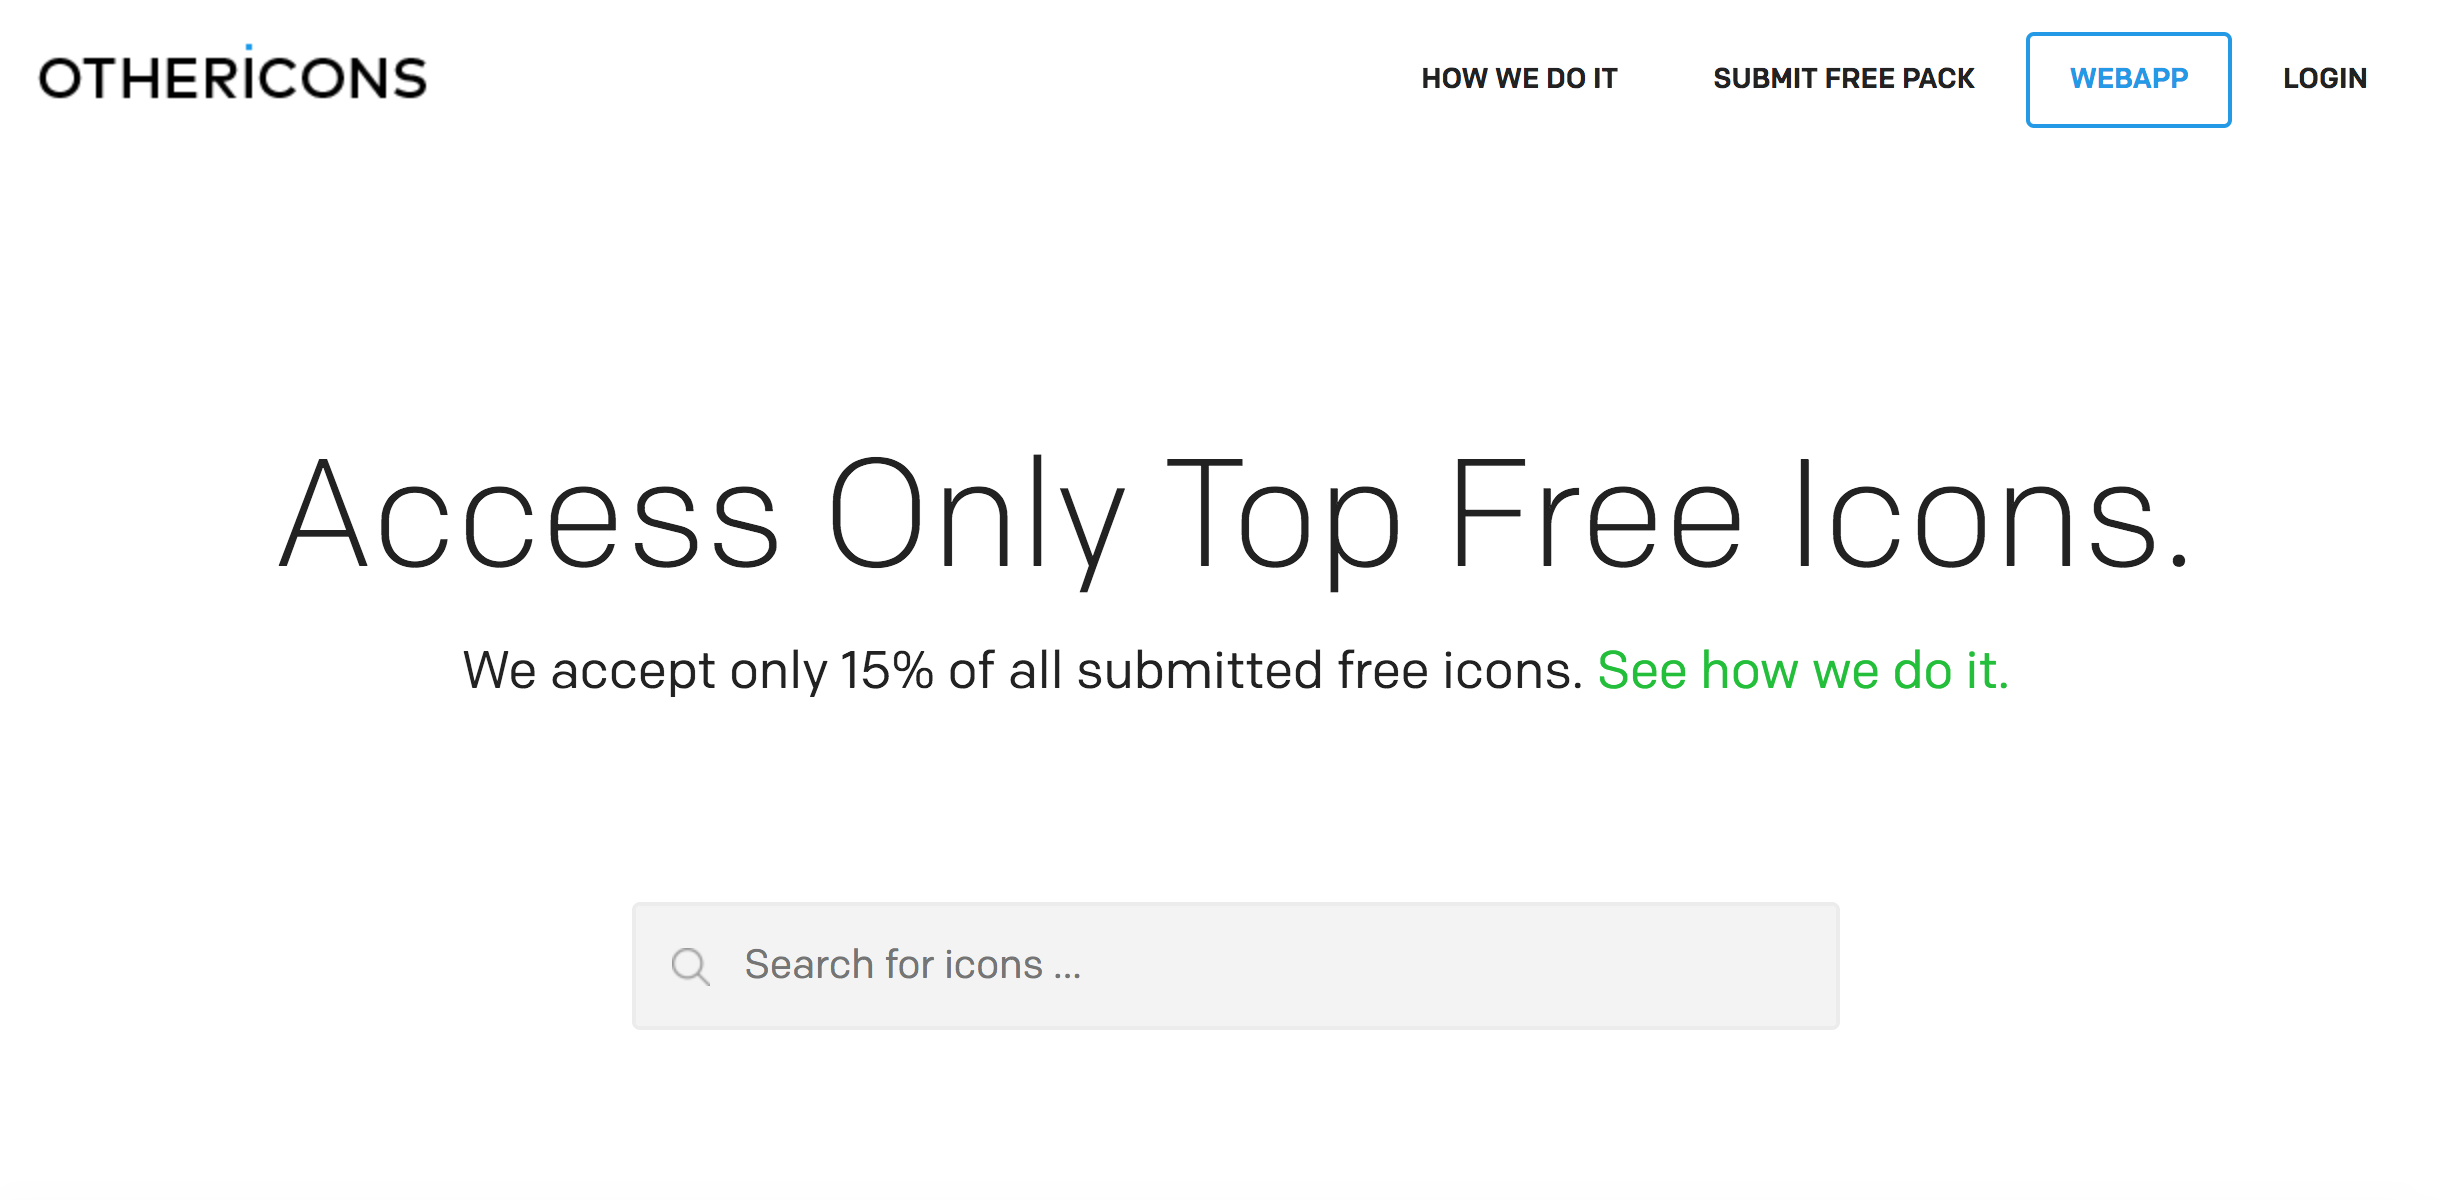 OTHERiCONS
HOW WE DO IT
SUBMIT FREE PACK
WEBAPP
LOGIN
Access Only Top Free Icons.
We accept only 15% of all submitted free icons. See how we do it.
Search for icons ...